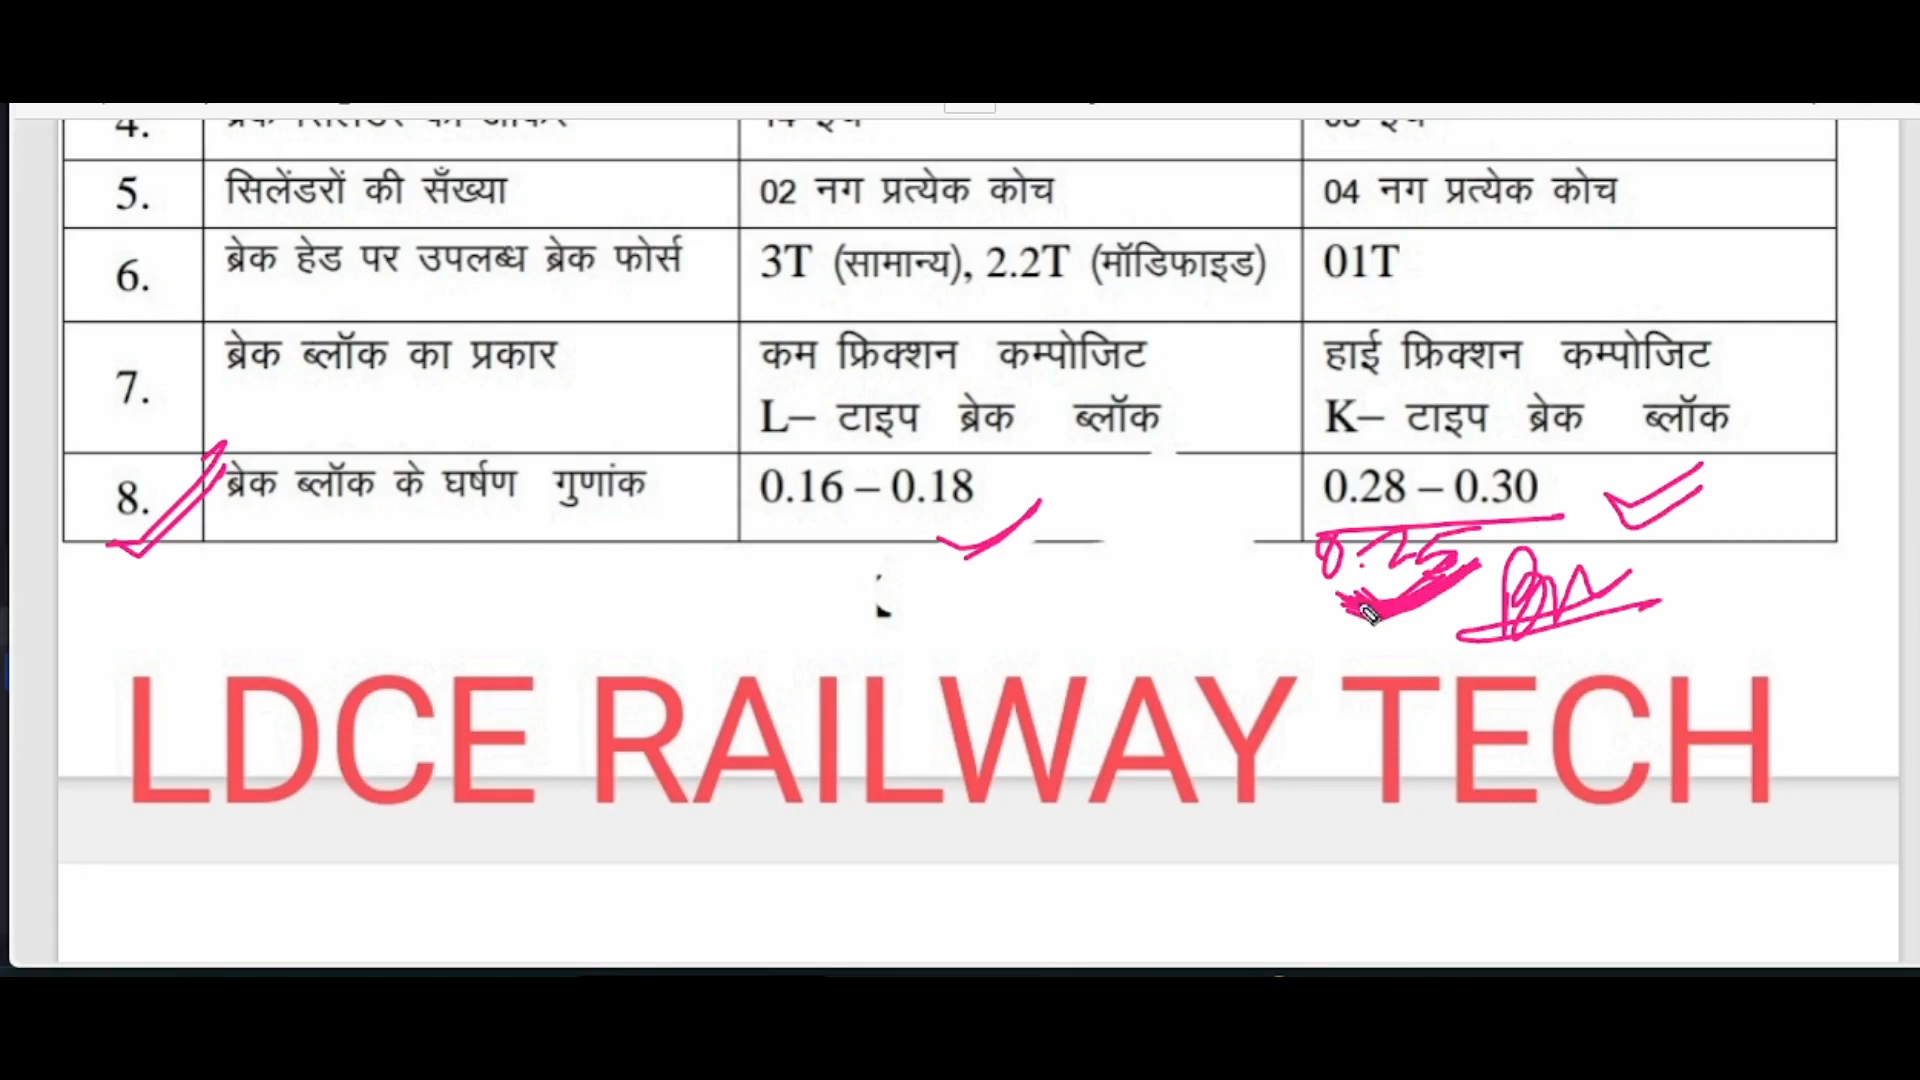 4.
5. सिलेंडरों की सँख्या 02 नग प्रत्येक कोच 04 नग प्रत्येक कोच
6. ब्रेक हेड पर उपलब्ध ब्रेक फोर्स 3T (सामान्य), 2.2T (मॉडिफाइड) 01T
7. ब्रेक ब्लॉक का प्रकार कम फ्रिक्शन कम्पोजिट हाई फ्रिक्शन कम्पोजिट
L– टाइप ब्रेक ब्लॉक K– टाइप ब्रेक ब्लॉक
8. ब्रेक ब्लॉक के घर्षण गुणांक 0.16 – 0.18 0.28 – 0.30
LDCE RAILWAY TECH